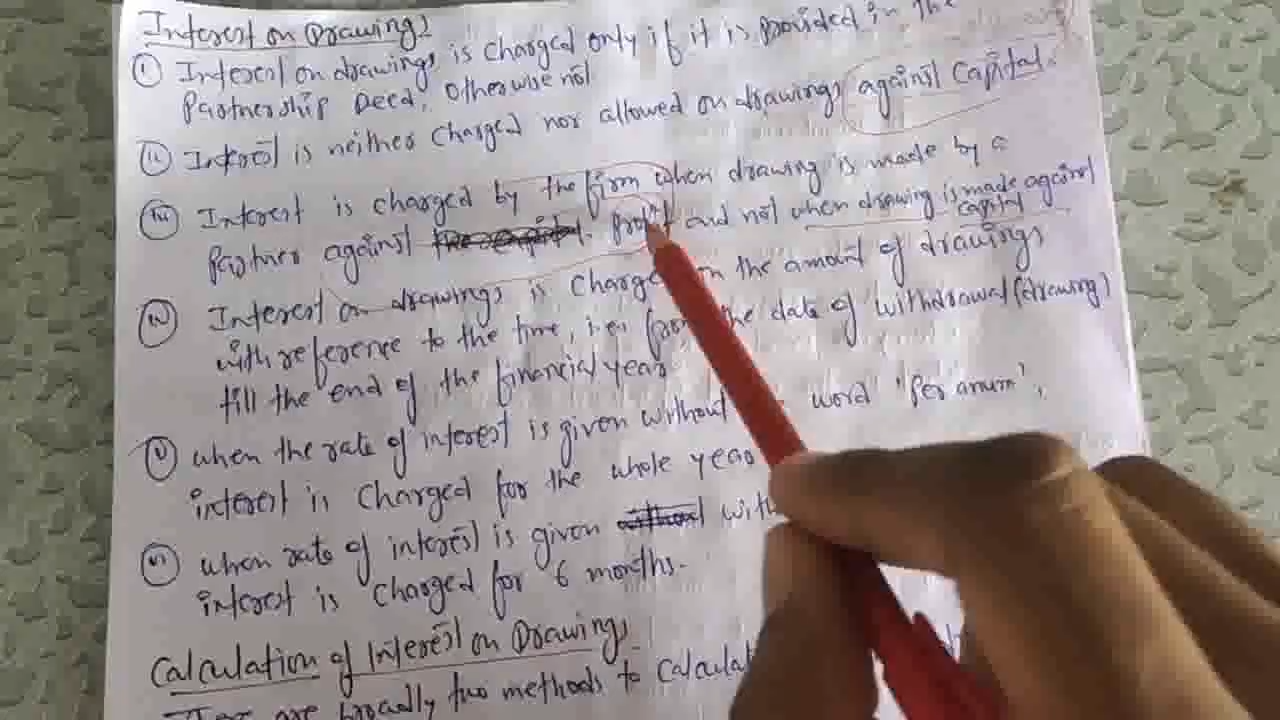 Interest on Drawings
(i) Interest on drawings is charged only if it is provided in the
Partnership Deed, Otherwise not
(ii) Interest is neither charged nor allowed on drawings against Capital.
(iii) Interest is charged by the firm when drawing is made by a
Partner against profit and not when drawing is made against
capital
(iv) Interest on drawings is charged on the amount of drawings
with reference to the time, i.e. from the date of withdrawal (drawing)
till the end of the financial year
(v) when the rate of interest is given without word "Per anum",
interest is charged for the whole year
(vi) when rate of interest is given with
interest is charged for 6 months.
Calculation of Interest on Drawings
There are broadly two methods to calculat